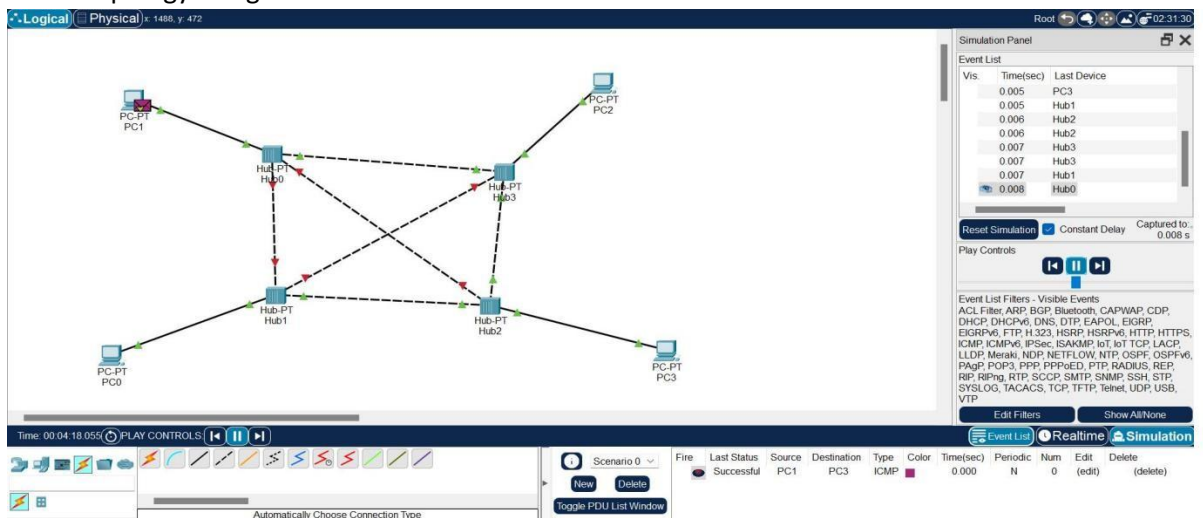 Logical Physical x: 1488, y: 472 Root 02:31:30
Simulation Panel
Event List
Vis. Time(sec) Last Device
0.005 PC3
0.005 Hub1
0.006 Hub2
0.006 Hub2
0.007 Hub3
0.007 Hub3
0.007 Hub1
0.008 Hub0
Reset Simulation Constant Delay Captured to:
0.008 s
Play Controls
Event List Filters - Visible Events
ACL Filter, ARP, BGP, Bluetooth, CAPWAP, CDP,
DHCP, DHCPv6, DNS, DTP, EAPOL, EIGRP,
EIGRPv6, FTP, H.323, HSRP, HSRPv6, HTTP, HTTPS,
ICMP, ICMPv6, IPSec, ISAKMP, IoT, IoT TCP, LACP,
LLDP, Meraki, NDP, NETFLOW, NTP, OSPF, OSPFv6,
PAgP, POP3, PPP, PPPoED, PTP, RADIUS, REP,
RIP, RIPng, RTP, SCCP, SMTP, SNMP, SSH, STP,
SYSLOG, TACACS, TCP, TFTP, Telnet, UDP, USB,
VTP
Edit Filters Show All/None
PC-PT
PC1
PC-PT
PC2
Hub-PT
Hub0
Hub-PT
Hub3
Hub-PT
Hub1
Hub-PT
Hub2
PC-PT
PC0
PC-PT
PC3
Time: 00:04:18.055 PLAY CONTROLS: Event List Realtime Simulation
Scenario 0
New Delete
Toggle PDU List Window
Fire Last Status Source Destination Type Color Time(sec) Periodic Num Edit Delete
Successful PC1 PC3 ICMP 0.000 N 0 (edit) (delete)
Automatically Choose Connection Type